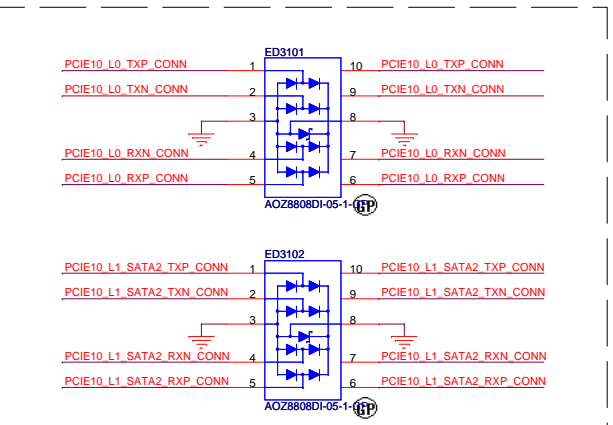 ED3101
PCIE10_L0_TXP_CONN 1 10 PCIE10_L0_TXP_CONN
PCIE10_L0_TXN_CONN 2 9 PCIE10_L0_TXN_CONN
3 8
PCIE10_L0_RXN_CONN 4 7 PCIE10_L0_RXN_CONN
PCIE10_L0_RXP_CONN 5 6 PCIE10_L0_RXP_CONN
AOZ8808DI-05-1-GP
GP
ED3102
PCIE10_L1_SATA2_TXP_CONN 1 10 PCIE10_L1_SATA2_TXP_CONN
PCIE10_L1_SATA2_TXN_CONN 2 9 PCIE10_L1_SATA2_TXN_CONN
3 8
PCIE10_L1_SATA2_RXN_CONN 4 7 PCIE10_L1_SATA2_RXN_CONN
PCIE10_L1_SATA2_RXP_CONN 5 6 PCIE10_L1_SATA2_RXP_CONN
AOZ8808DI-05-1-GP
GP